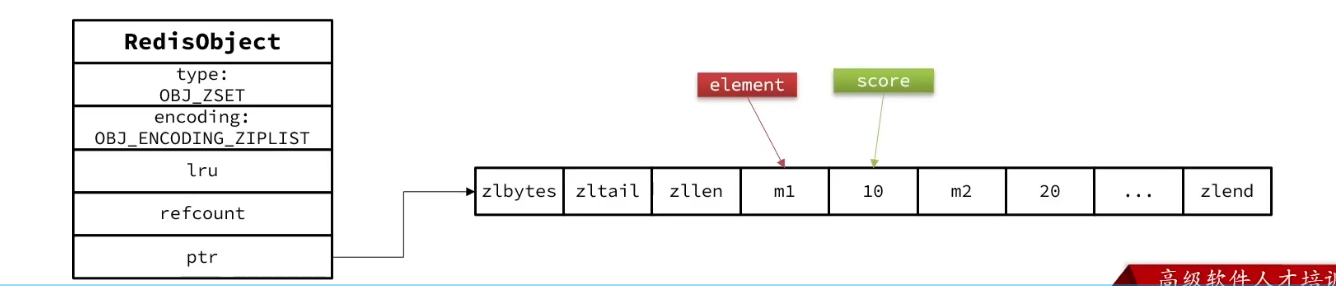 RedisObject
type:
OBJ_ZSET
encoding:
OBJ_ENCODING_ZIPLIST
lru
refcount
ptr
element
score
zlbytes zltail zllen m1 10 m2 20 ... zlend
高级软件人才培训